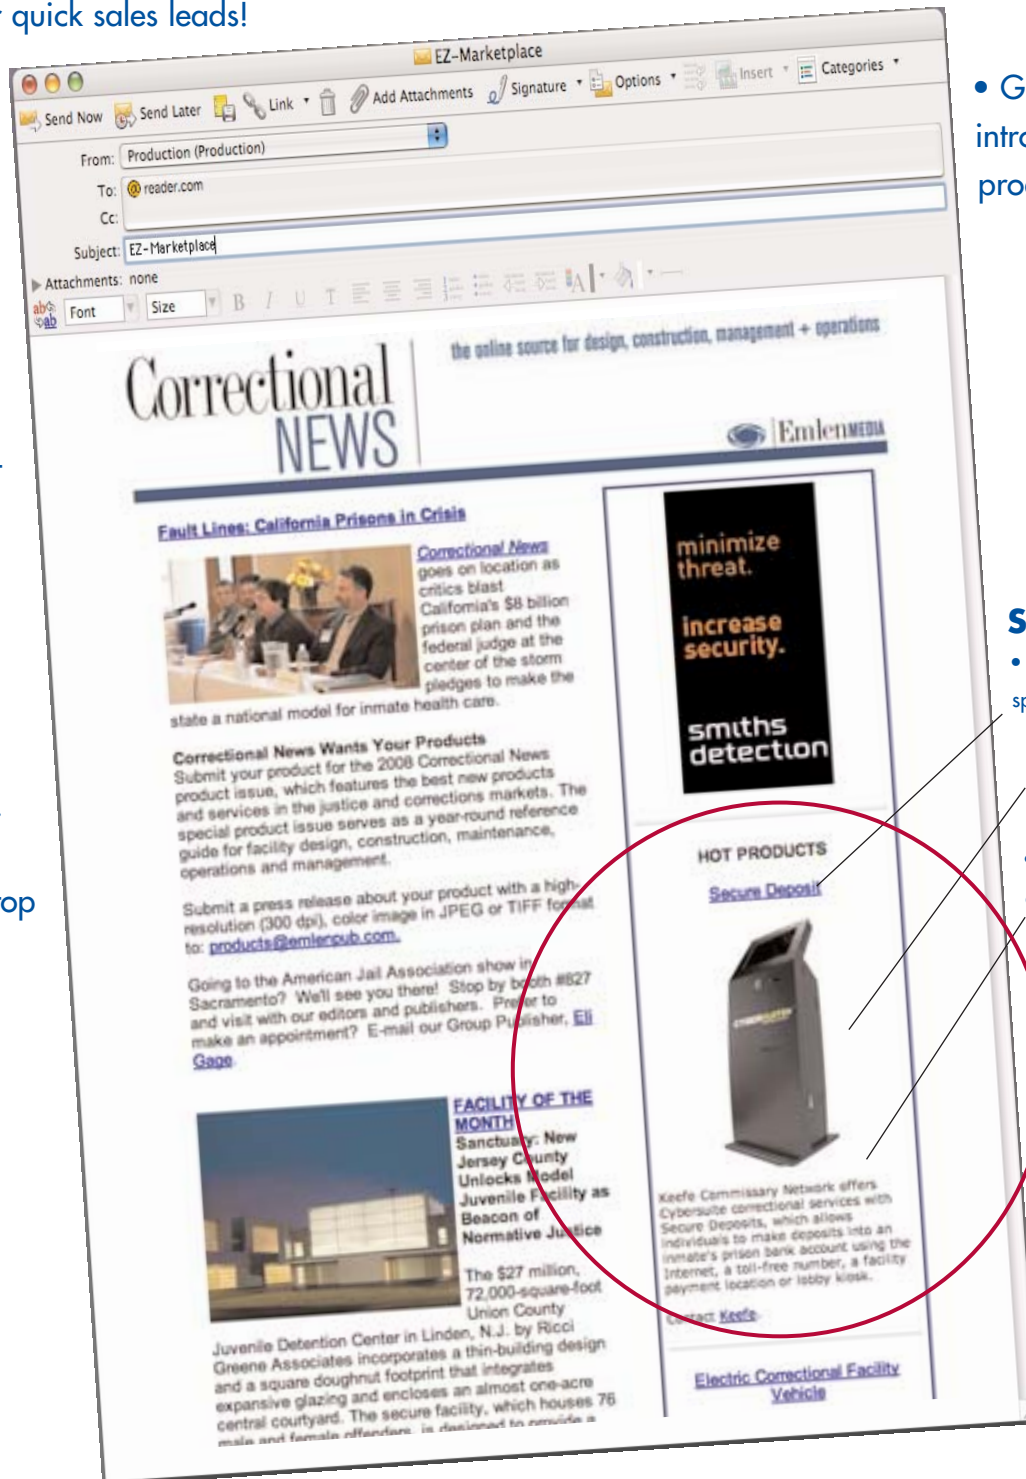 quick sales leads!
EZ-Marketplace
Send Now
Send Later
Link
Add Attachments
Signature
Options
Insert
Categories
From: Production (Production)
To: reader.com
Cc:
Subject: EZ-Marketplace
Attachments: none
Font
Size
B I U T
Correctional
NEWS
the online source for design, construction, management + operations
Emlen MEDIA
Fault Lines: California Prisons in Crisis
Correctional News
goes on location as
critics blast
California's $8 billion
prison plan and the
federal judge at the
center of the storm
pledges to make the
state a national model for inmate health care.
Correctional News Wants Your Products
Submit your product for the 2008 Correctional News
product issue, which features the best new products
and services in the justice and corrections markets. The
special product issue serves as a year-round reference
guide for facility design, construction, maintenance,
operations and management.
Submit a press release about your product with a high-
resolution (300 dpi), color image in JPEG or TIFF format
to: products@emlenpub.com.
Going to the American Jail Association show in
Sacramento? We'll see you there! Stop by booth #827
and visit with our editors and publishers. Prefer to
make an appointment? E-mail our Group Publisher, Eli
Gage.
FACILITY OF THE
MONTH
Sanctuary: New
Jersey County
Unlocks Model
Juvenile Facility as
Beacon of
Normative Justice
The $27 million,
72,000-square-foot
Union County
Juvenile Detention Center in Linden, N.J. by Ricci
Greene Associates incorporates a thin-building design
and a square doughnut footprint that integrates
expansive glazing and encloses an almost one-acre
central courtyard. The secure facility, which houses 76
male and female offenders, is designed to provide a
minimize
threat.
increase
security.
smiths
detection
HOT PRODUCTS
Secure Deposit
Keefe Commissary Network offers
Cybersuite correctional services with
Secure Deposits, which allows
individuals to make deposits into an
inmate's prison bank account using the
Internet, a toll-free number, a facility
payment location or lobby kiosk.
Contact Keefe.
Electric Correctional Facility
Vehicle